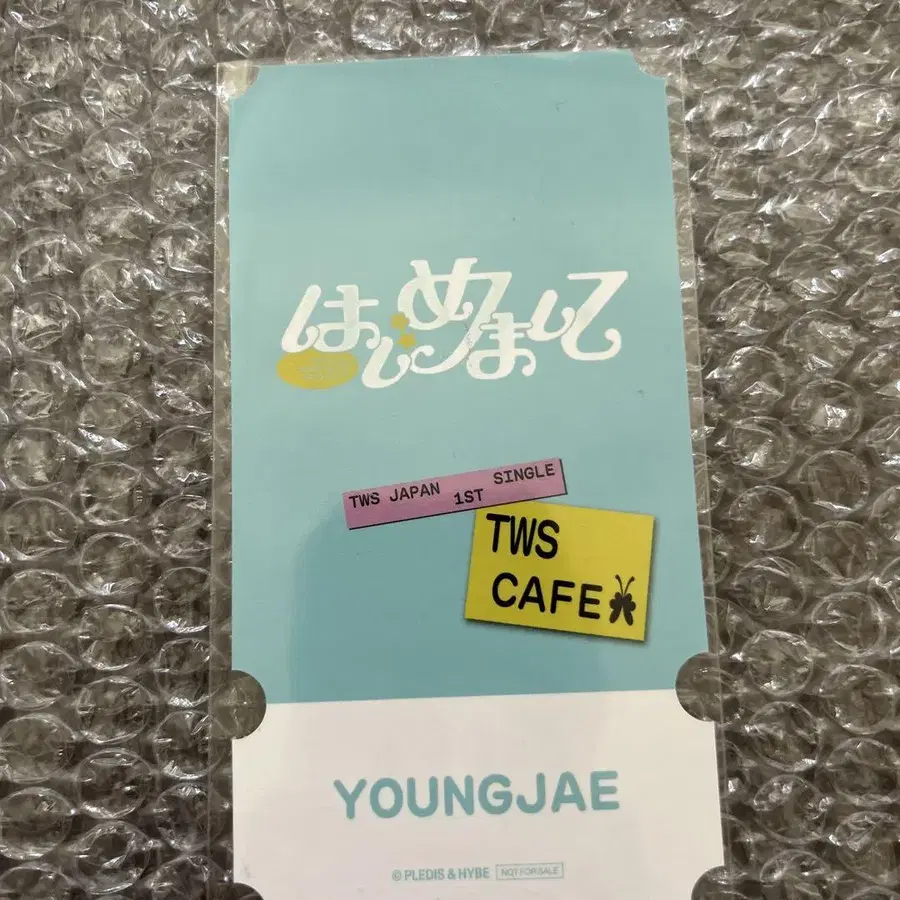 はじめまして
TWS JAPAN 1ST SINGLE
TWS
CAFE
YOUNGJAE
© PLEDIS & HYBE NOT FOR SALE